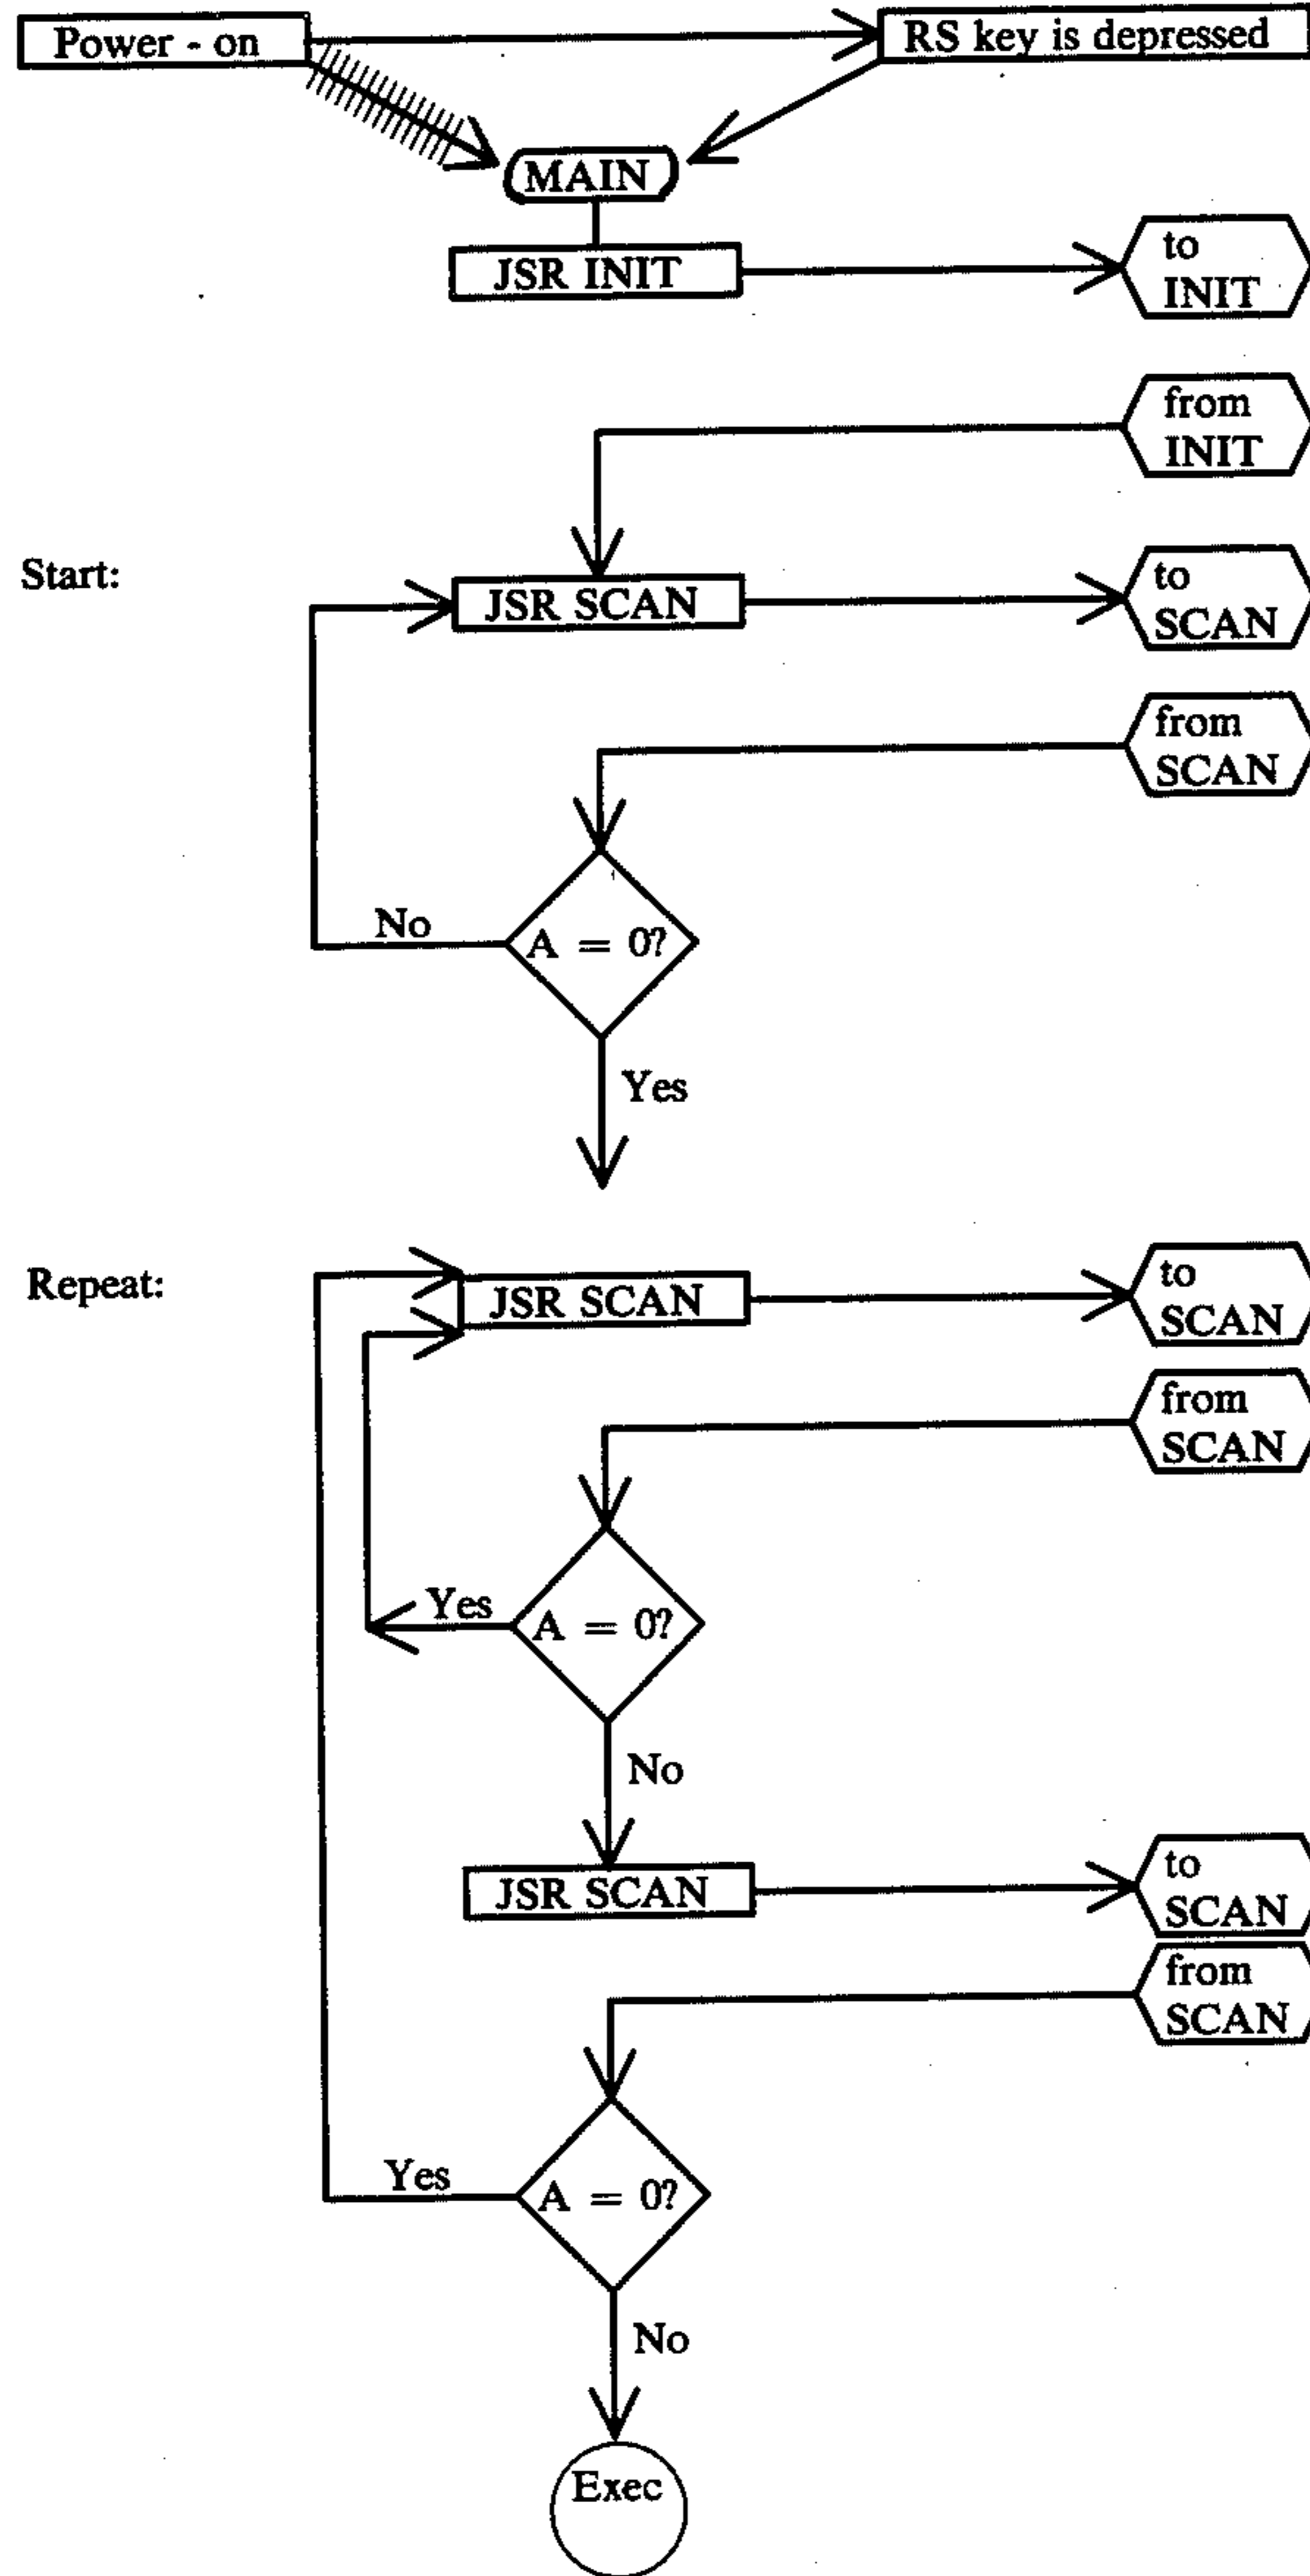 Power - on
RS key is depressed
MAIN
JSR INIT
to
INIT
from
INIT
Start:
JSR SCAN
to
SCAN
from
SCAN
A = 0?
No
Yes
Repeat:
JSR SCAN
to
SCAN
from
SCAN
A = 0?
Yes
No
JSR SCAN
to
SCAN
from
SCAN
A = 0?
Yes
No
Exec